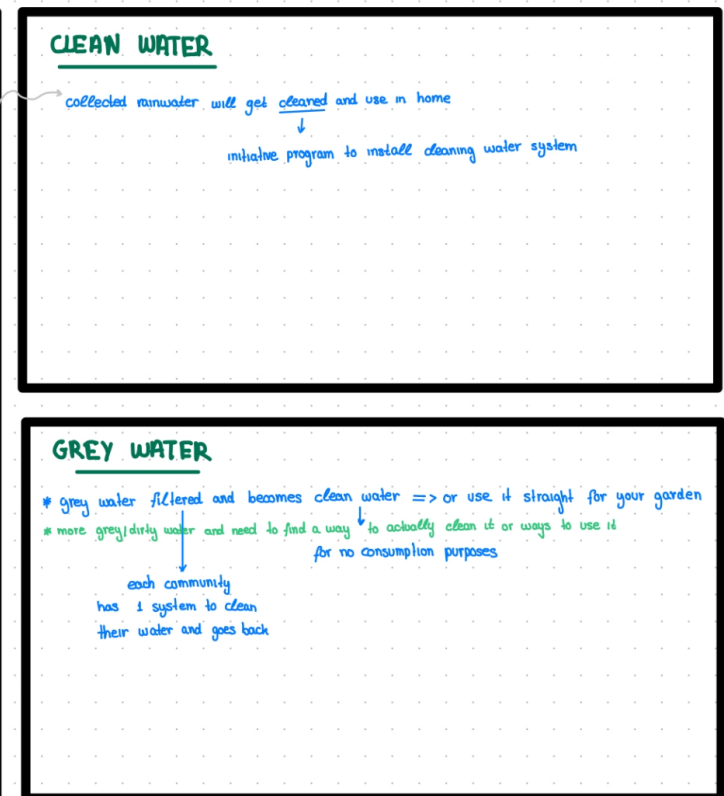 CLEAN WATER
collected rainwater will get cleaned and use in home
initiative program to install cleaning water system
GREY WATER
* grey water filtered and becomes clean water => or use it straight for your garden
* more grey/dirty water and need to find a way to actually clean it or ways to use it
for no consumption purposes
each community
has 1 system to clean
their water and goes back